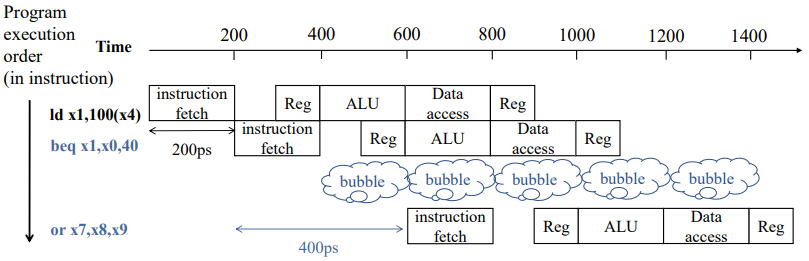 Program
execution
order
(in instruction)
Time
200 400 600 800 1000 1200 1400
ld x1,100(x4)
instruction
fetch
Reg
ALU
Data
access
Reg
beq x1,x0,40
200ps
instruction
fetch
Reg
ALU
Data
access
Reg
bubble bubble bubble bubble bubble
or x7,x8,x9
400ps
instruction
fetch
Reg
ALU
Data
access
Reg